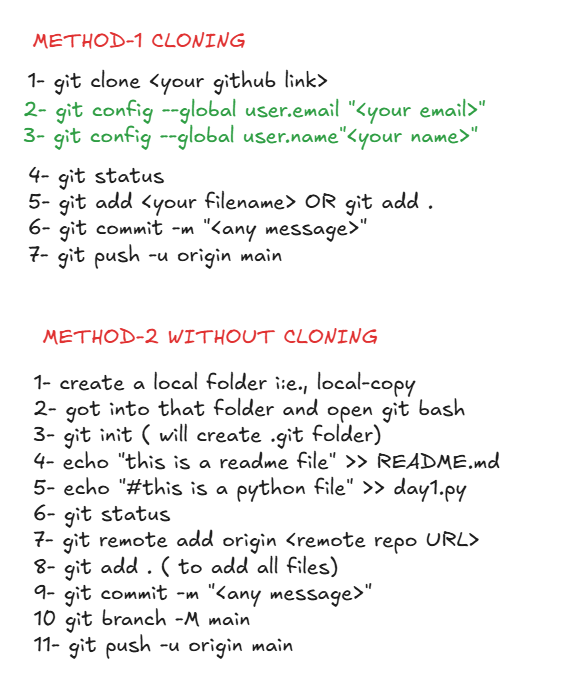 METHOD-1 CLONING
1- git clone <your github link>
2- git config --global user.email "<your email>"
3- git config --global user.name"<your name>"
4- git status
5- git add <your filename> OR git add .
6- git commit -m "<any message>"
7- git push -u origin main
METHOD-2 WITHOUT CLONING
1- create a local folder i:e., local-copy
2- got into that folder and open git bash
3- git init ( will create .git folder)
4- echo "this is a readme file" >> README.md
5- echo "#this is a python file" >> day1.py
6- git status
7- git remote add origin <remote repo URL>
8- git add . ( to add all files)
9- git commit -m "<any message>"
10 git branch -M main
11- git push -u origin main